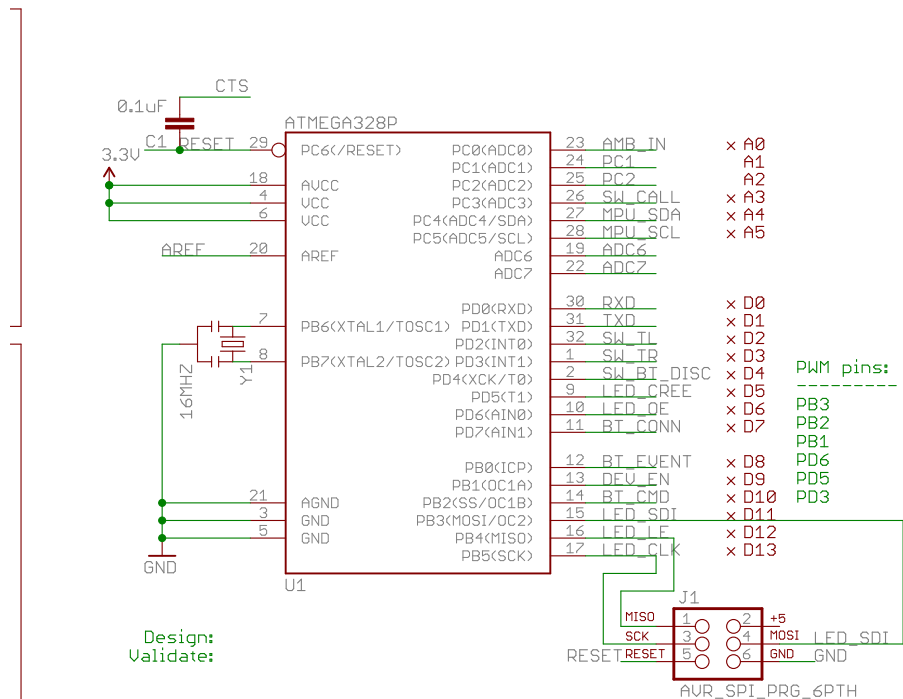 CTS
0.1uF
ATMEGA328P
C1 RESET 29 PC6(/RESET) PC0(ADC0) 23 AMB_IN × A0
3.3V PC1(ADC1) 24 PC1 A1
18 AVCC PC2(ADC2) 25 PC2 A2
4 VCC PC3(ADC3) 26 SW_CALL × A3
6 VCC PC4(ADC4/SDA) 27 MPU_SDA × A4
PC5(ADC5/SCL) 28 MPU_SCL × A5
AREF 20 AREF ADC6 19 ADC6
ADC7 22 ADC7
PD0(RXD) 30 RXD × D0
7 PB6(XTAL1/TOSC1) PD1(TXD) 31 TXD × D1
PD2(INT0) 32 SW_TL × D2
8 PB7(XTAL2/TOSC2) PD3(INT1) 1 SW_TR × D3
16MHZ Y1 PD4(XCK/T0) 2 SW_BT_DISC × D4
PWM pins:
----------
PD5(T1) 9 LED_CREE × D5
PD6(AIN0) 10 LED_OE × D6
PB3
PD7(AIN1) 11 BT_CONN × D7
PB2
PB1
PB0(ICP) 12 BT_EVENT × D8
PD6
PB1(OC1A) 13 DEV_EN × D9
PD5
21 AGND PB2(SS/OC1B) 14 BT_CMD × D10
PD3
3 GND PB3(MOSI/OC2) 15 LED_SDI × D11
5 GND PB4(MISO) 16 LED_LE × D12
PB5(SCK) 17 LED_CLK × D13
GND
U1
J1
MISO 1 2 +5
Design:
SCK 3 4 MOSI LED_SDI
Validate:
RESET RESET 5 6 GND GND
AVR_SPI_PRG_6PTH